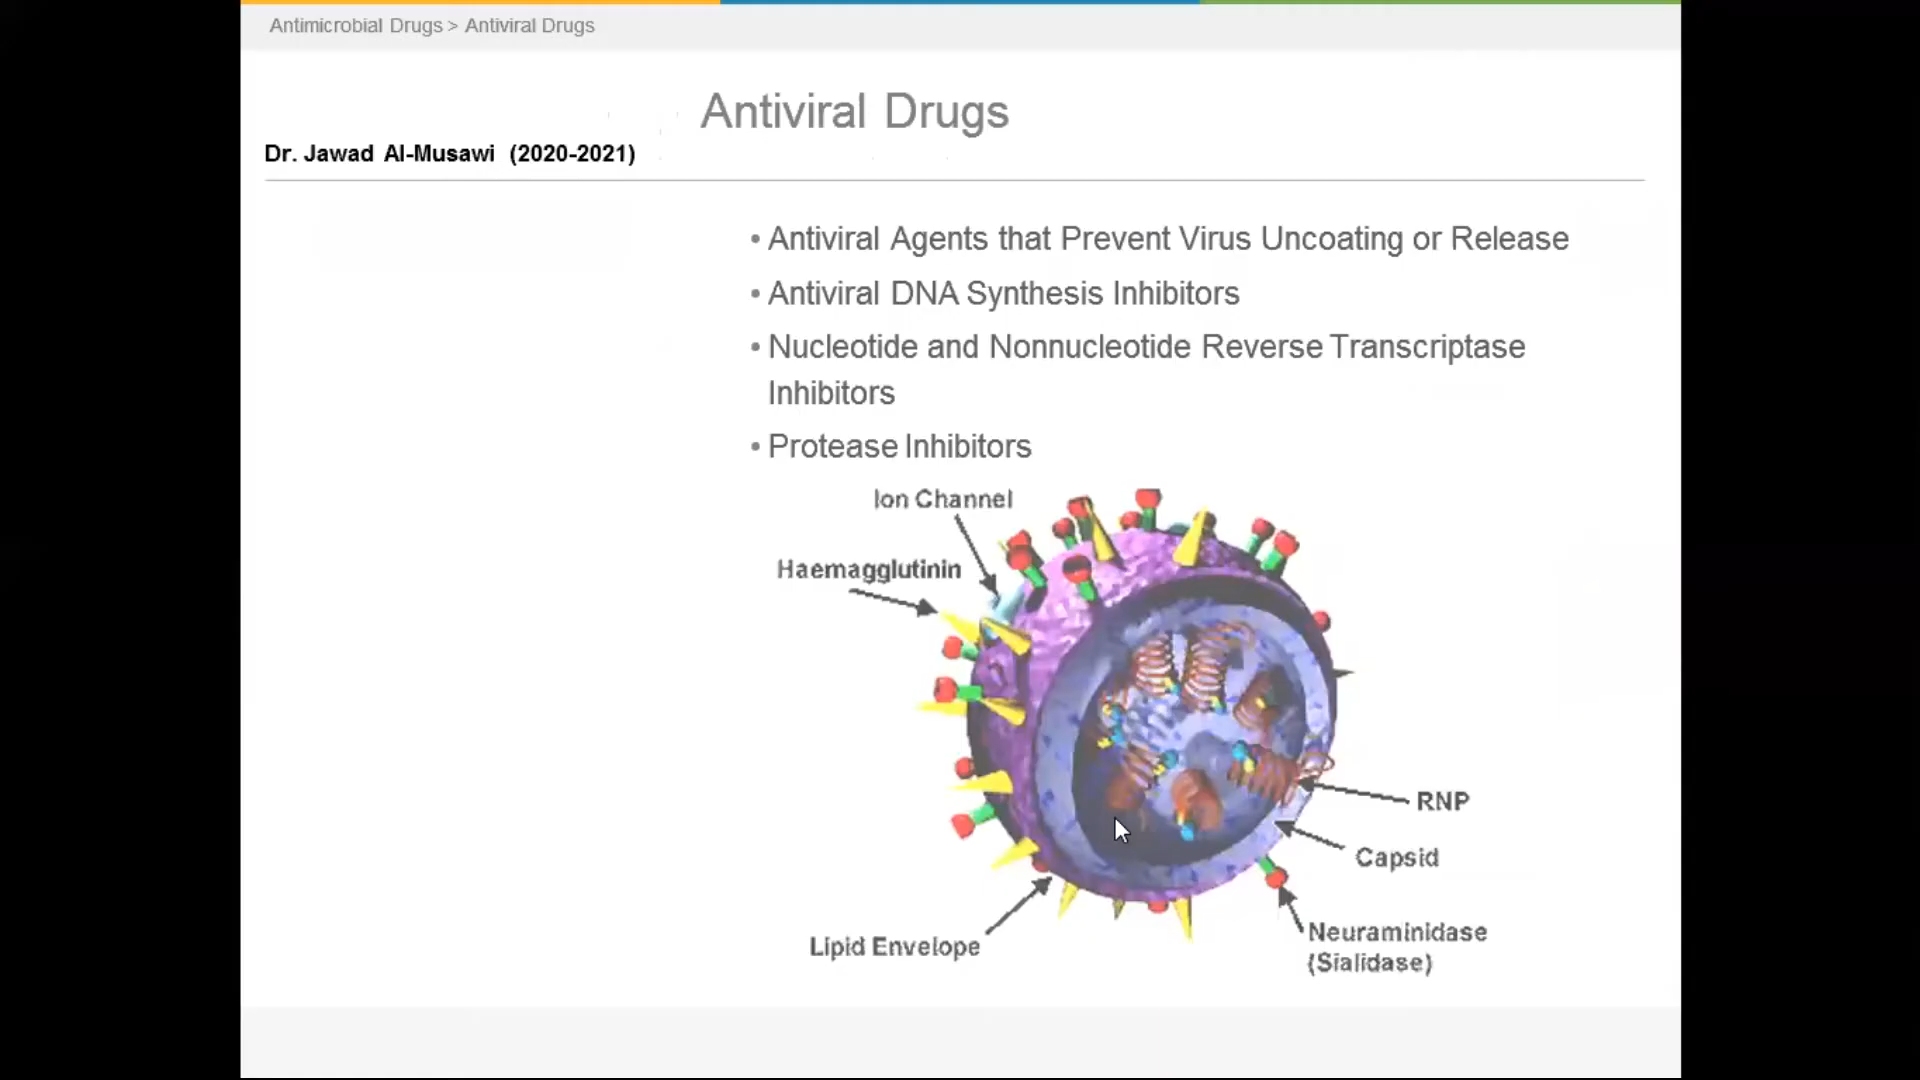 Antimicrobial Drugs > Antiviral Drugs
Antiviral Drugs
Dr. Jawad Al-Musawi (2020-2021)
• Antiviral Agents that Prevent Virus Uncoating or Release
• Antiviral DNA Synthesis Inhibitors
• Nucleotide and Nonnucleotide Reverse Transcriptase
Inhibitors
• Protease Inhibitors
Ion Channel
Haemagglutinin
RNP
Capsid
Lipid Envelope
Neuraminidase
(Sialidase)